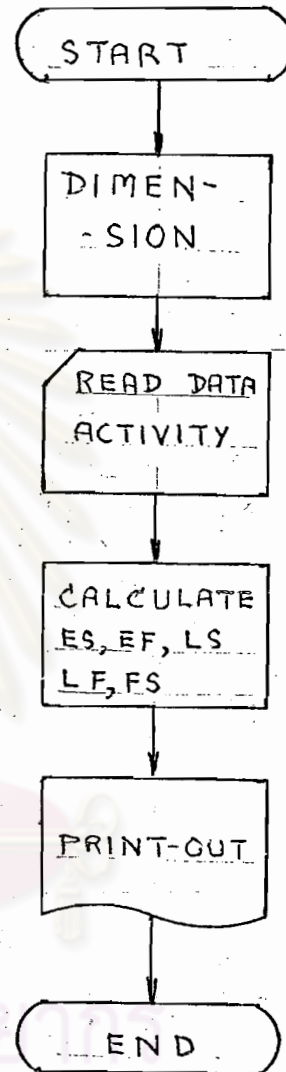 START
DIMEN-
-SION
READ DATA
ACTIVITY
CALCULATE
ES, EF, LS
LF, FS
PRINT-OUT
END